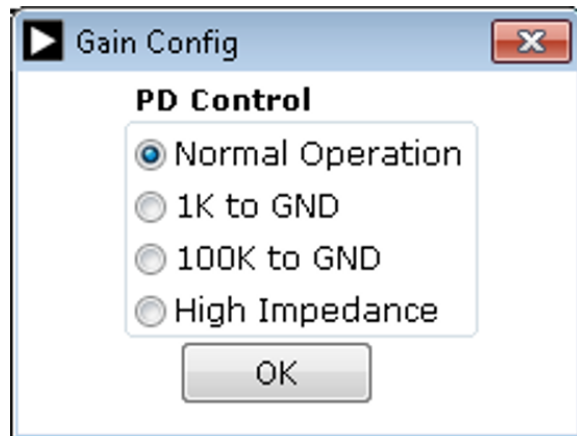 Gain Config
PD Control
Normal Operation
1K to GND
100K to GND
High Impedance
OK